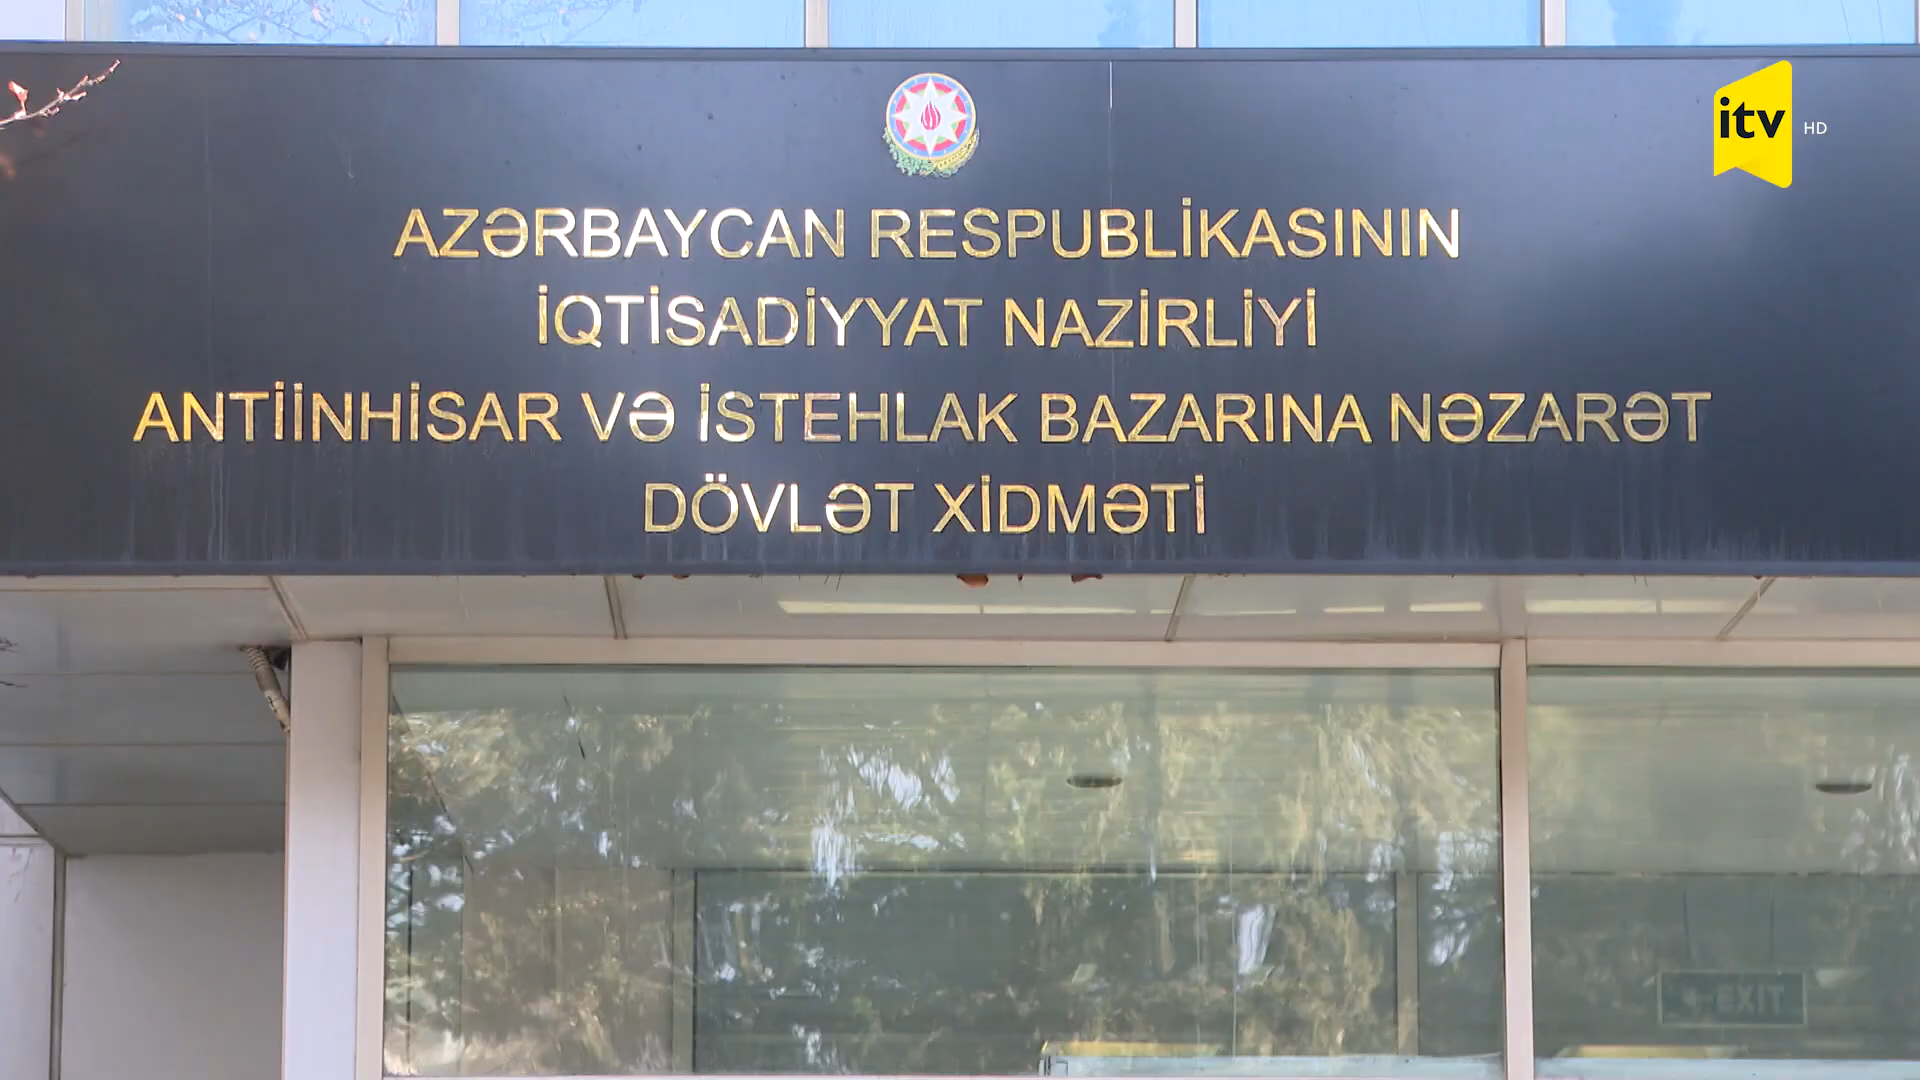 itv HD
AZƏRBAYCAN RESPUBLİKASININ
İQTİSADİYYAT NAZİRLİYİ
ANTİİNHİSAR VƏ İSTEHLAK BAZARINA NƏZARƏT
DÖVLƏT XİDMƏTİ
EXIT